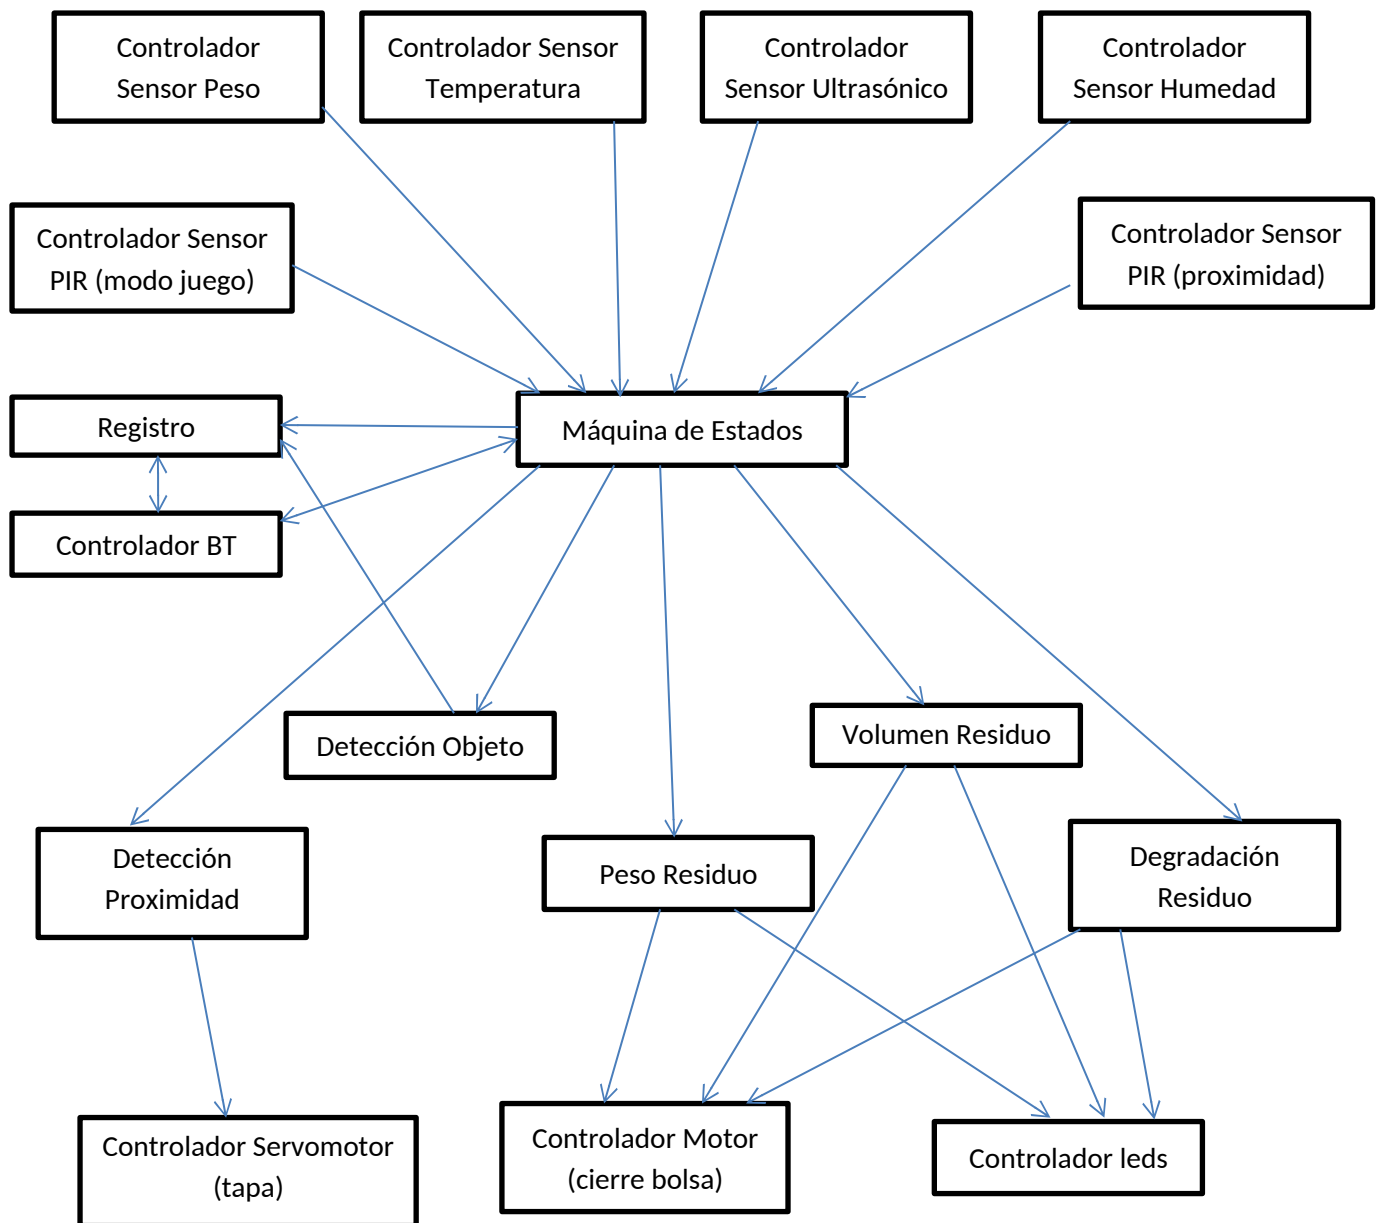 Controlador
Sensor Peso
Controlador Sensor
Temperatura
Controlador
Sensor Ultrasónico
Controlador
Sensor Humedad
Controlador Sensor
PIR (modo juego)
Controlador Sensor
PIR (proximidad)
Registro
Máquina de Estados
Controlador BT
Detección Objeto
Volumen Residuo
Detección
Proximidad
Peso Residuo
Degradación
Residuo
Controlador Servomotor
(tapa)
Controlador Motor
(cierre bolsa)
Controlador leds